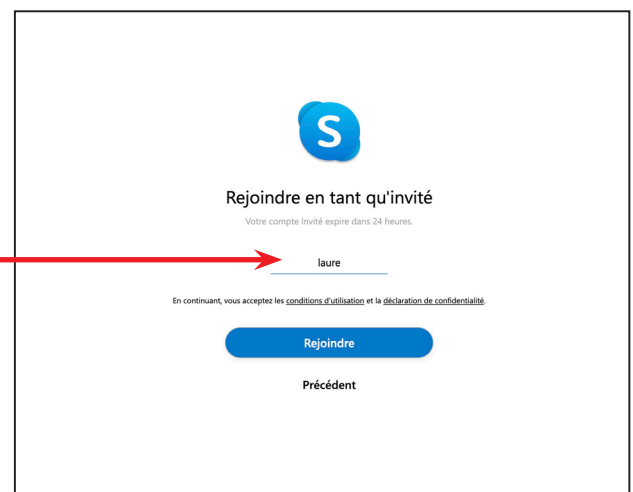 S
Rejoindre en tant qu'invité
Votre compte Invité expire dans 24 heures.
laure
En continuant, vous acceptez les conditions d'utilisation et la déclaration de confidentialité.
Rejoindre
Précédent